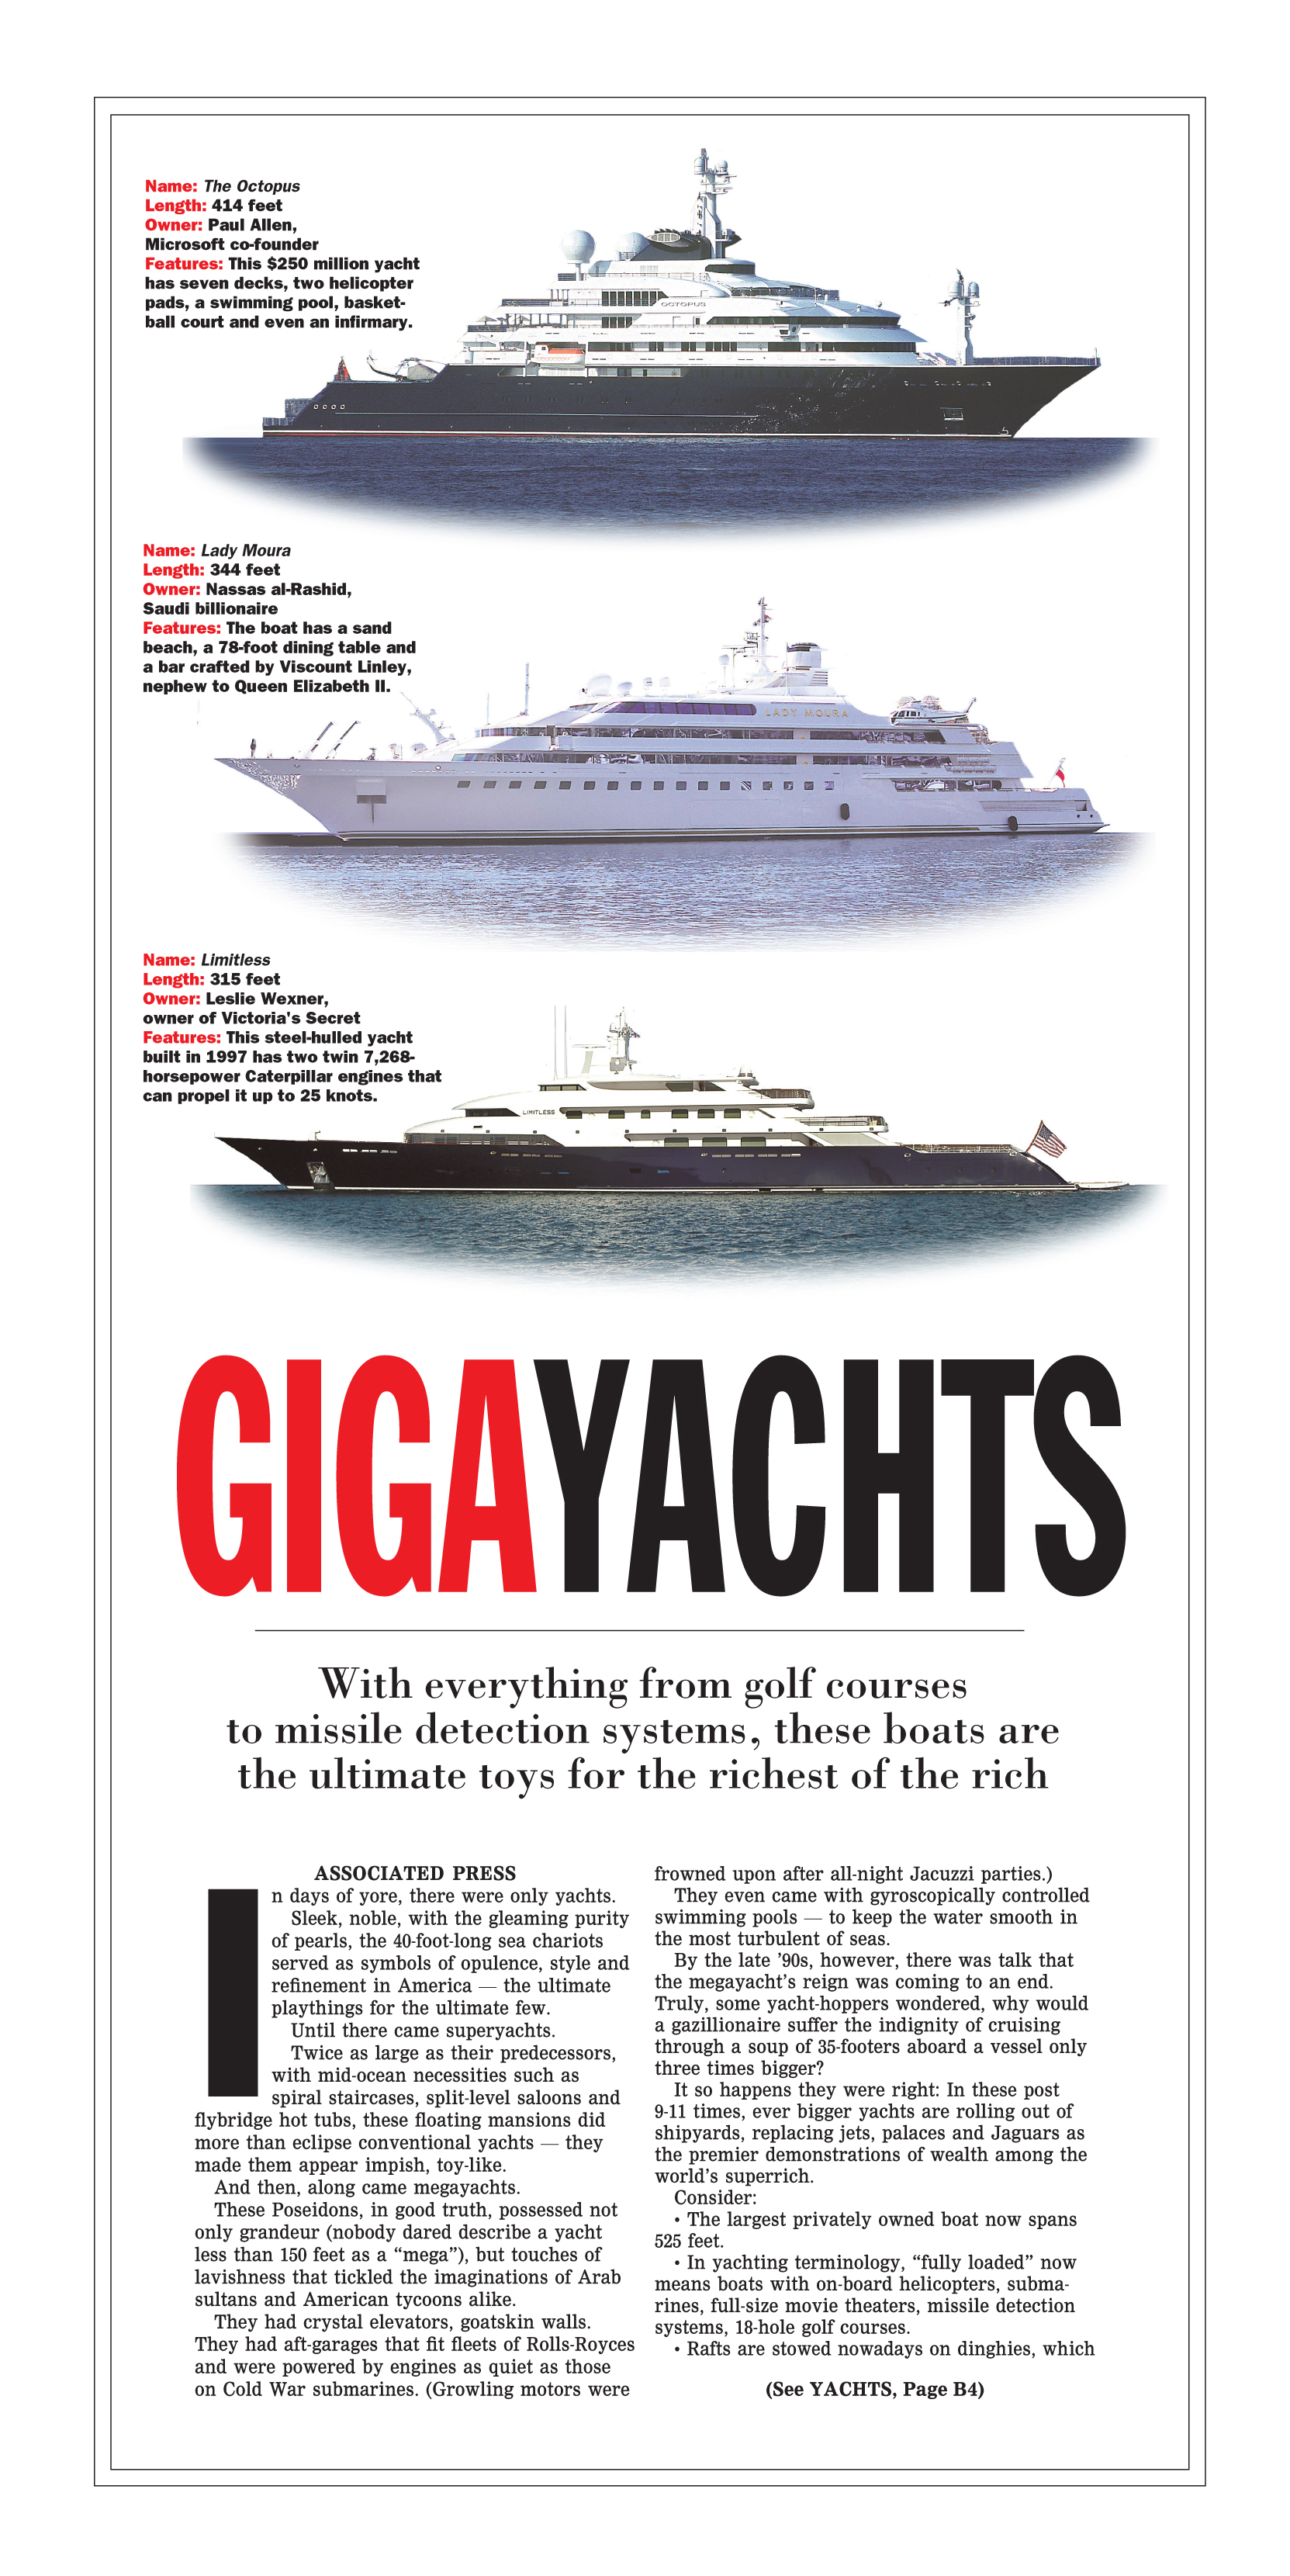 Name: The Octopus
Length: 414 feet
Owner: Paul Allen,
Microsoft co-founder
Features: This $250 million yacht
has seven decks, two helicopter
pads, a swimming pool, basket-
ball court and even an infirmary.
OCTOPUS
Name: Lady Moura
Length: 344 feet
Owner: Nassas al-Rashid,
Saudi billionaire
Features: The boat has a sand
beach, a 78-foot dining table and
a bar crafted by Viscount Linley,
nephew to Queen Elizabeth II.
LADY MOURA
Name: Limitless
Length: 315 feet
Owner: Leslie Wexner,
owner of Victoria's Secret
Features: This steel-hulled yacht
built in 1997 has two twin 7,268-
horsepower Caterpillar engines that
can propel it up to 25 knots.
LIMITLESS
GIGAYACHTS
With everything from golf courses
to missile detection systems, these boats are
the ultimate toys for the richest of the rich
ASSOCIATED PRESS
In days of yore, there were only yachts.
Sleek, noble, with the gleaming purity
of pearls, the 40-foot-long sea chariots
served as symbols of opulence, style and
refinement in America — the ultimate
playthings for the ultimate few.
Until there came superyachts.
Twice as large as their predecessors,
with mid-ocean necessities such as
spiral staircases, split-level saloons and
flybridge hot tubs, these floating mansions did
more than eclipse conventional yachts — they
made them appear impish, toy-like.
And then, along came megayachts.
These Poseidons, in good truth, possessed not
only grandeur (nobody dared describe a yacht
less than 150 feet as a “mega”), but touches of
lavishness that tickled the imaginations of Arab
sultans and American tycoons alike.
They had crystal elevators, goatskin walls.
They had aft-garages that fit fleets of Rolls-Royces
and were powered by engines as quiet as those
on Cold War submarines. (Growling motors were
frowned upon after all-night Jacuzzi parties.)
They even came with gyroscopically controlled
swimming pools — to keep the water smooth in
the most turbulent of seas.
By the late ’90s, however, there was talk that
the megayacht’s reign was coming to an end.
Truly, some yacht-hoppers wondered, why would
a gazillionaire suffer the indignity of cruising
through a soup of 35-footers aboard a vessel only
three times bigger?
It so happens they were right: In these post
9-11 times, ever bigger yachts are rolling out of
shipyards, replacing jets, palaces and Jaguars as
the premier demonstrations of wealth among the
world’s superrich.
Consider:
• The largest privately owned boat now spans
525 feet.
• In yachting terminology, “fully loaded” now
means boats with on-board helicopters, subma-
rines, full-size movie theaters, missile detection
systems, 18-hole golf courses.
• Rafts are stowed nowadays on dinghies, which
(See YACHTS, Page B4)